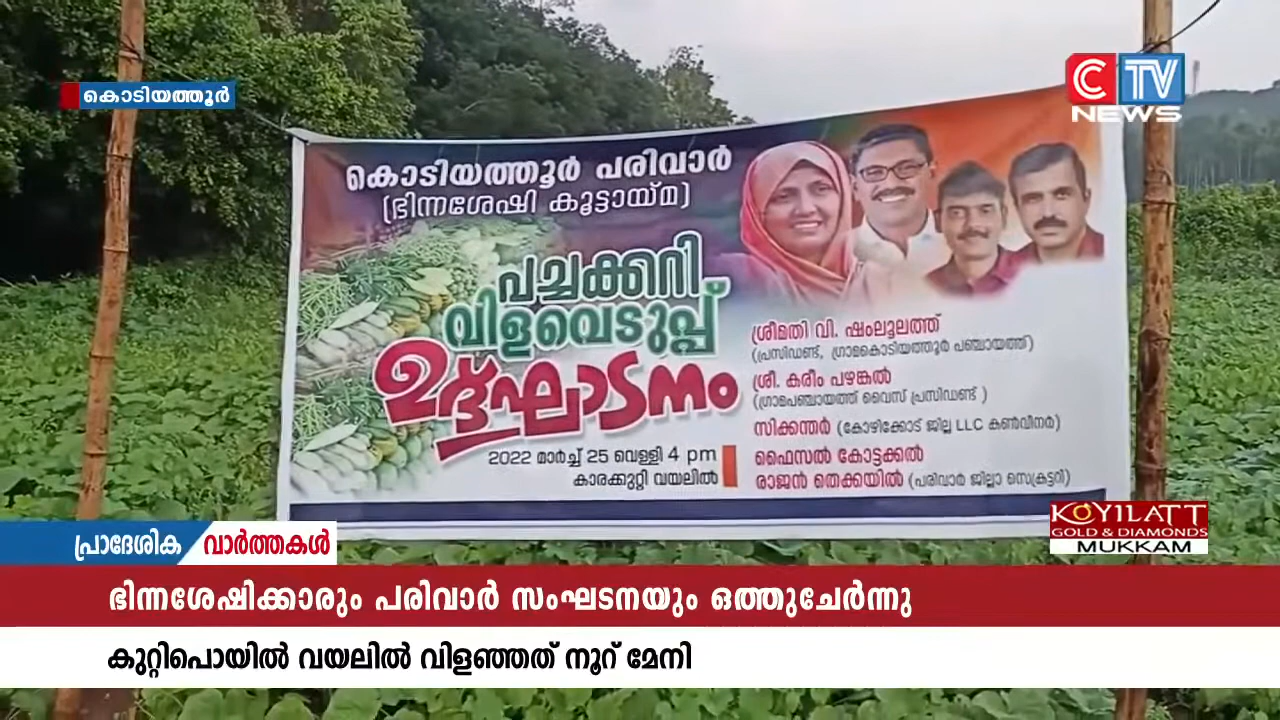 കൊടിയത്തൂർ
CTV
NEWS
കൊടിയത്തൂർ പരിവാർ
(ഭിന്നശേഷി കൂട്ടായ്മ)
പച്ചക്കറി
വിളവെടുപ്പ്
ഉദ്ഘാടനം
2022 മാർച്ച് 25 വെള്ളി 4 pm
കാരക്കുറ്റി വയലിൽ
ശ്രീമതി വി. ഷംലൂലത്ത്
(പ്രസിഡണ്ട്, ഗ്രാമകൊടിയത്തൂർ പഞ്ചായത്ത്)
ശ്രീ. കരീം പഴങ്കൽ
(ഗ്രാമപഞ്ചായത്ത് വൈസ് പ്രസിഡണ്ട് )
സിക്കന്തർ (കോഴിക്കോട് ജില്ല LLC കൺവീനർ)
ഫൈസൽ കോട്ടക്കൽ
രാജൻ തെക്കയിൽ (പരിവാർ ജില്ലാ സെക്രട്ടറി)
KOYILATT
GOLD & DIAMONDS
MUKKAM
പ്രാദേശിക വാർത്തകൾ
ഭിന്നശേഷിക്കാരും പരിവാർ സംഘടനയും ഒത്തുചേർന്നു
കുറ്റിപൊയിൽ വയലിൽ വിളഞ്ഞത് നൂറ് മേനി